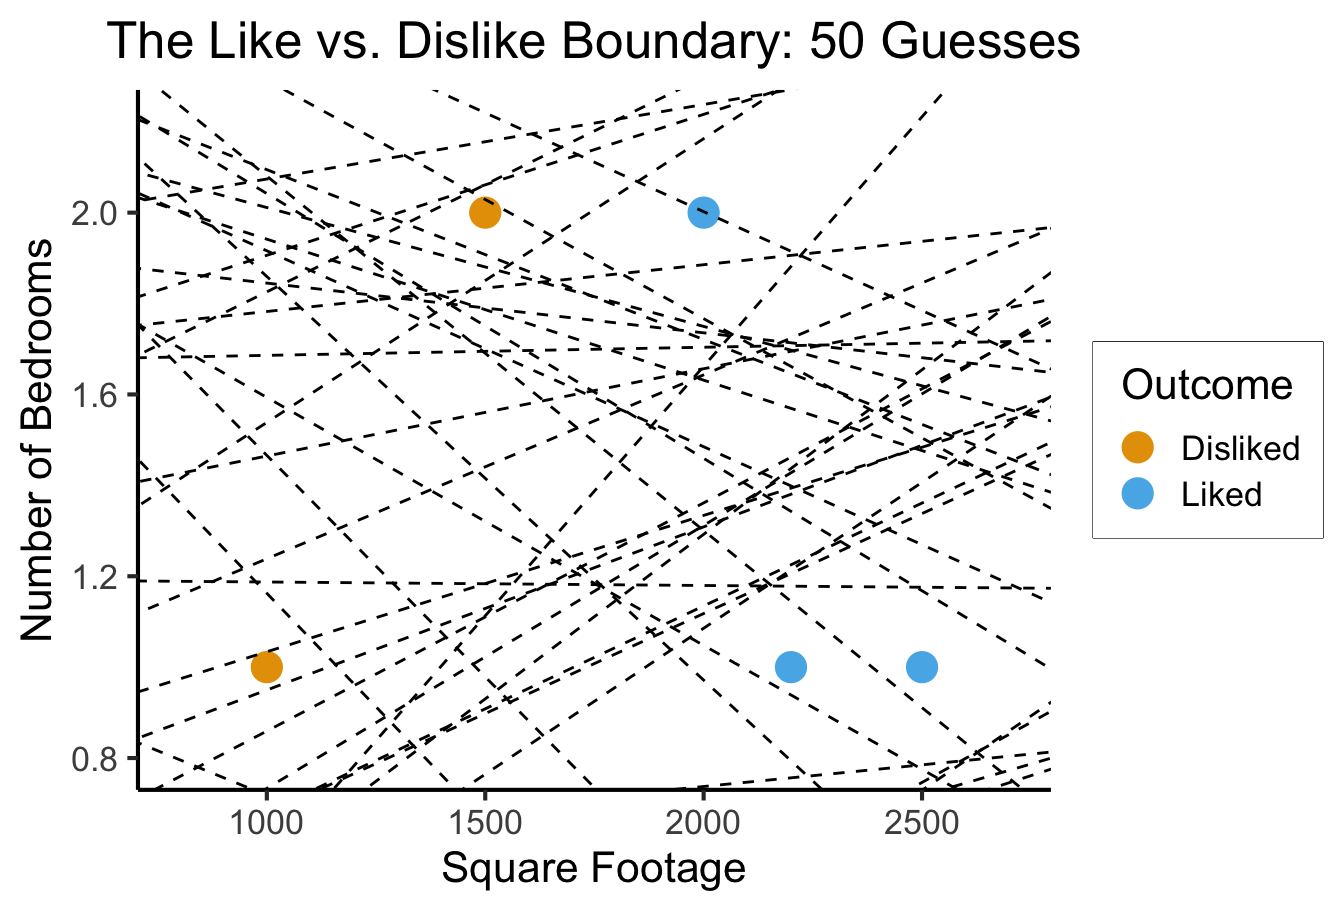 The Like vs. Dislike Boundary: 50 Guesses
Number of Bedrooms
2.0
1.6
1.2
0.8
1000 1500 2000 2500
Square Footage
Outcome
Disliked
Liked